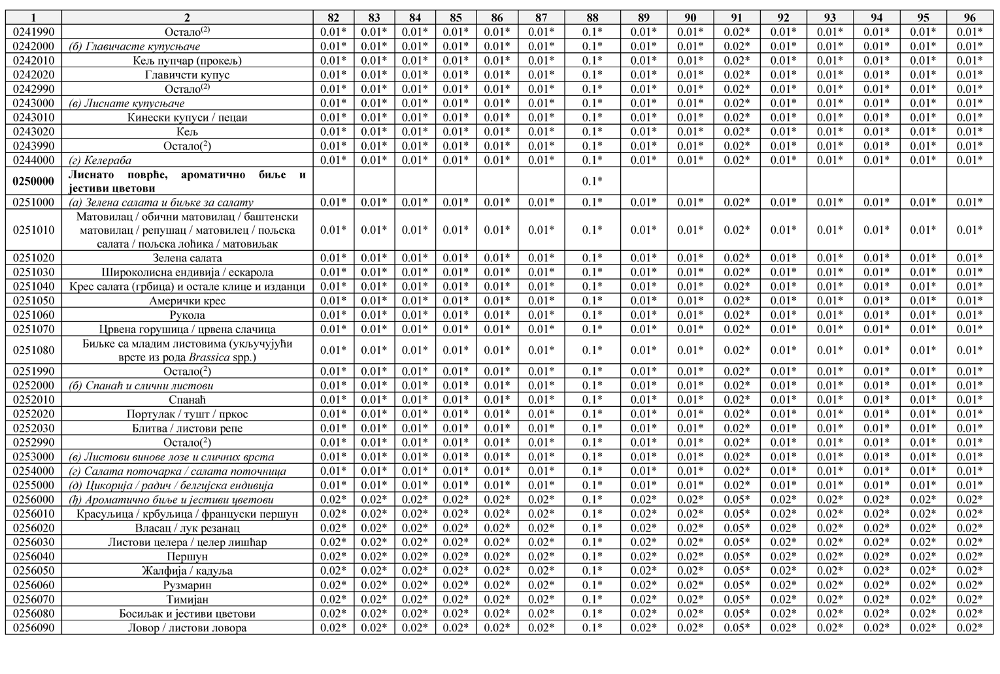 1 2 82 83 84 85 86 87 88 89 90 91 92 93 94 95 96
0241990 Остало(2) 0.01* 0.01* 0.01* 0.01* 0.01* 0.01* 0.1* 0.01* 0.01* 0.02* 0.01* 0.01* 0.01* 0.01* 0.01*
0242000 (б) Главичасте купусњаче 0.01* 0.01* 0.01* 0.01* 0.01* 0.01* 0.1* 0.01* 0.01* 0.02* 0.01* 0.01* 0.01* 0.01* 0.01*
0242010 Кељ пупчар (прокељ) 0.01* 0.01* 0.01* 0.01* 0.01* 0.01* 0.1* 0.01* 0.01* 0.02* 0.01* 0.01* 0.01* 0.01* 0.01*
0242020 Главичсти купус 0.01* 0.01* 0.01* 0.01* 0.01* 0.01* 0.1* 0.01* 0.01* 0.02* 0.01* 0.01* 0.01* 0.01* 0.01*
0242990 Остало(2) 0.01* 0.01* 0.01* 0.01* 0.01* 0.01* 0.1* 0.01* 0.01* 0.02* 0.01* 0.01* 0.01* 0.01* 0.01*
0243000 (в) Лиснате купусњаче 0.01* 0.01* 0.01* 0.01* 0.01* 0.01* 0.1* 0.01* 0.01* 0.02* 0.01* 0.01* 0.01* 0.01* 0.01*
0243010 Кинески купуси / пецаи 0.01* 0.01* 0.01* 0.01* 0.01* 0.01* 0.1* 0.01* 0.01* 0.02* 0.01* 0.01* 0.01* 0.01* 0.01*
0243020 Кељ 0.01* 0.01* 0.01* 0.01* 0.01* 0.01* 0.1* 0.01* 0.01* 0.02* 0.01* 0.01* 0.01* 0.01* 0.01*
0243990 Остало(2) 0.01* 0.01* 0.01* 0.01* 0.01* 0.01* 0.1* 0.01* 0.01* 0.02* 0.01* 0.01* 0.01* 0.01* 0.01*
0244000 (г) Келераба 0.01* 0.01* 0.01* 0.01* 0.01* 0.01* 0.1* 0.01* 0.01* 0.02* 0.01* 0.01* 0.01* 0.01* 0.01*
0250000 Лиснато поврће, ароматично биље и
јестиви цветови 0.1*
0251000 (а) Зелена салата и биљке за салату 0.01* 0.01* 0.01* 0.01* 0.01* 0.01* 0.1* 0.01* 0.01* 0.02* 0.01* 0.01* 0.01* 0.01* 0.01*
Матовилац / обични матовилац / баштенски
0251010 матовилац / репушац / матовилец / пољска 0.01* 0.01* 0.01* 0.01* 0.01* 0.01* 0.1* 0.01* 0.01* 0.02* 0.01* 0.01* 0.01* 0.01* 0.01*
салата / пољска лоћика / матовиљак
0251020 Зелена салата 0.01* 0.01* 0.01* 0.01* 0.01* 0.01* 0.1* 0.01* 0.01* 0.02* 0.01* 0.01* 0.01* 0.01* 0.01*
0251030 Широколисна ендивија / ескарола 0.01* 0.01* 0.01* 0.01* 0.01* 0.01* 0.1* 0.01* 0.01* 0.02* 0.01* 0.01* 0.01* 0.01* 0.01*
0251040 Крес салата (грбица) и остале клице и изданци 0.01* 0.01* 0.01* 0.01* 0.01* 0.01* 0.1* 0.01* 0.01* 0.02* 0.01* 0.01* 0.01* 0.01* 0.01*
0251050 Амерички крес 0.01* 0.01* 0.01* 0.01* 0.01* 0.01* 0.1* 0.01* 0.01* 0.02* 0.01* 0.01* 0.01* 0.01* 0.01*
0251060 Рукола 0.01* 0.01* 0.01* 0.01* 0.01* 0.01* 0.1* 0.01* 0.01* 0.02* 0.01* 0.01* 0.01* 0.01* 0.01*
0251070 Црвена горушица / црвена слачица 0.01* 0.01* 0.01* 0.01* 0.01* 0.01* 0.1* 0.01* 0.01* 0.02* 0.01* 0.01* 0.01* 0.01* 0.01*
Биљке са младим листовима (укључујући
0251080 врсте из рода Brassica spp.) 0.01* 0.01* 0.01* 0.01* 0.01* 0.01* 0.1* 0.01* 0.01* 0.02* 0.01* 0.01* 0.01* 0.01* 0.01*
0251990 Остало(2) 0.01* 0.01* 0.01* 0.01* 0.01* 0.01* 0.1* 0.01* 0.01* 0.02* 0.01* 0.01* 0.01* 0.01* 0.01*
0252000 (б) Спанаћ и слични листови 0.01* 0.01* 0.01* 0.01* 0.01* 0.01* 0.1* 0.01* 0.01* 0.02* 0.01* 0.01* 0.01* 0.01* 0.01*
0252010 Спанаћ 0.01* 0.01* 0.01* 0.01* 0.01* 0.01* 0.1* 0.01* 0.01* 0.02* 0.01* 0.01* 0.01* 0.01* 0.01*
0252020 Портулак / тушт / пркос 0.01* 0.01* 0.01* 0.01* 0.01* 0.01* 0.1* 0.01* 0.01* 0.02* 0.01* 0.01* 0.01* 0.01* 0.01*
0252030 Блитва / листови репе 0.01* 0.01* 0.01* 0.01* 0.01* 0.01* 0.1* 0.01* 0.01* 0.02* 0.01* 0.01* 0.01* 0.01* 0.01*
0252990 Остало(2) 0.01* 0.01* 0.01* 0.01* 0.01* 0.01* 0.1* 0.01* 0.01* 0.02* 0.01* 0.01* 0.01* 0.01* 0.01*
0253000 (в) Листови винове лозе и сличних врста 0.01* 0.01* 0.01* 0.01* 0.01* 0.01* 0.1* 0.01* 0.01* 0.02* 0.01* 0.01* 0.01* 0.01* 0.01*
0254000 (г) Салата поточарка / салата поточница 0.01* 0.01* 0.01* 0.01* 0.01* 0.01* 0.1* 0.01* 0.01* 0.02* 0.01* 0.01* 0.01* 0.01* 0.01*
0255000 (д) Цикорија / радич / белгијска ендивија 0.01* 0.01* 0.01* 0.01* 0.01* 0.01* 0.1* 0.01* 0.01* 0.02* 0.01* 0.01* 0.01* 0.01* 0.01*
0256000 (ђ) Ароматично биље и јестиви цветови 0.02* 0.02* 0.02* 0.02* 0.02* 0.02* 0.1* 0.02* 0.02* 0.05* 0.02* 0.02* 0.02* 0.02* 0.02*
0256010 Красуљица / крбуљица / француски першун 0.02* 0.02* 0.02* 0.02* 0.02* 0.02* 0.1* 0.02* 0.02* 0.05* 0.02* 0.02* 0.02* 0.02* 0.02*
0256020 Власац / лук резанац 0.02* 0.02* 0.02* 0.02* 0.02* 0.02* 0.1* 0.02* 0.02* 0.05* 0.02* 0.02* 0.02* 0.02* 0.02*
0256030 Листови целера / целер лишћар 0.02* 0.02* 0.02* 0.02* 0.02* 0.02* 0.1* 0.02* 0.02* 0.05* 0.02* 0.02* 0.02* 0.02* 0.02*
0256040 Першун 0.02* 0.02* 0.02* 0.02* 0.02* 0.02* 0.1* 0.02* 0.02* 0.05* 0.02* 0.02* 0.02* 0.02* 0.02*
0256050 Жалфија / кадуља 0.02* 0.02* 0.02* 0.02* 0.02* 0.02* 0.1* 0.02* 0.02* 0.05* 0.02* 0.02* 0.02* 0.02* 0.02*
0256060 Рузмарин 0.02* 0.02* 0.02* 0.02* 0.02* 0.02* 0.1* 0.02* 0.02* 0.05* 0.02* 0.02* 0.02* 0.02* 0.02*
0256070 Тимијан 0.02* 0.02* 0.02* 0.02* 0.02* 0.02* 0.1* 0.02* 0.02* 0.05* 0.02* 0.02* 0.02* 0.02* 0.02*
0256080 Босиљак и јестиви цветови 0.02* 0.02* 0.02* 0.02* 0.02* 0.02* 0.1* 0.02* 0.02* 0.05* 0.02* 0.02* 0.02* 0.02* 0.02*
0256090 Ловор / листови ловора 0.02* 0.02* 0.02* 0.02* 0.02* 0.02* 0.1* 0.02* 0.02* 0.05* 0.02* 0.02* 0.02* 0.02* 0.02*